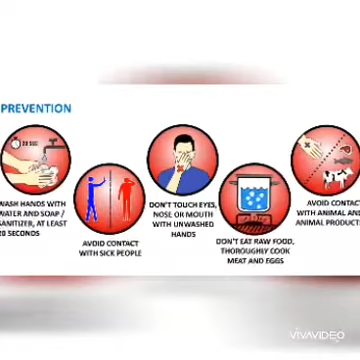 PREVENTION
20 SEC
WASH HANDS WITH
WATER AND SOAP /
SANITIZER, AT LEAST
20 SECONDS
AVOID CONTACT
WITH SICK PEOPLE
DON'T TOUCH EYES,
NOSE OR MOUTH
WITH UNWASHED
HANDS
DON'T EAT RAW FOOD,
THOROUGHLY COOK
MEAT AND EGGS
AVOID CONTACT
WITH ANIMAL AND
ANIMAL PRODUCTS
VIVAVIDEO